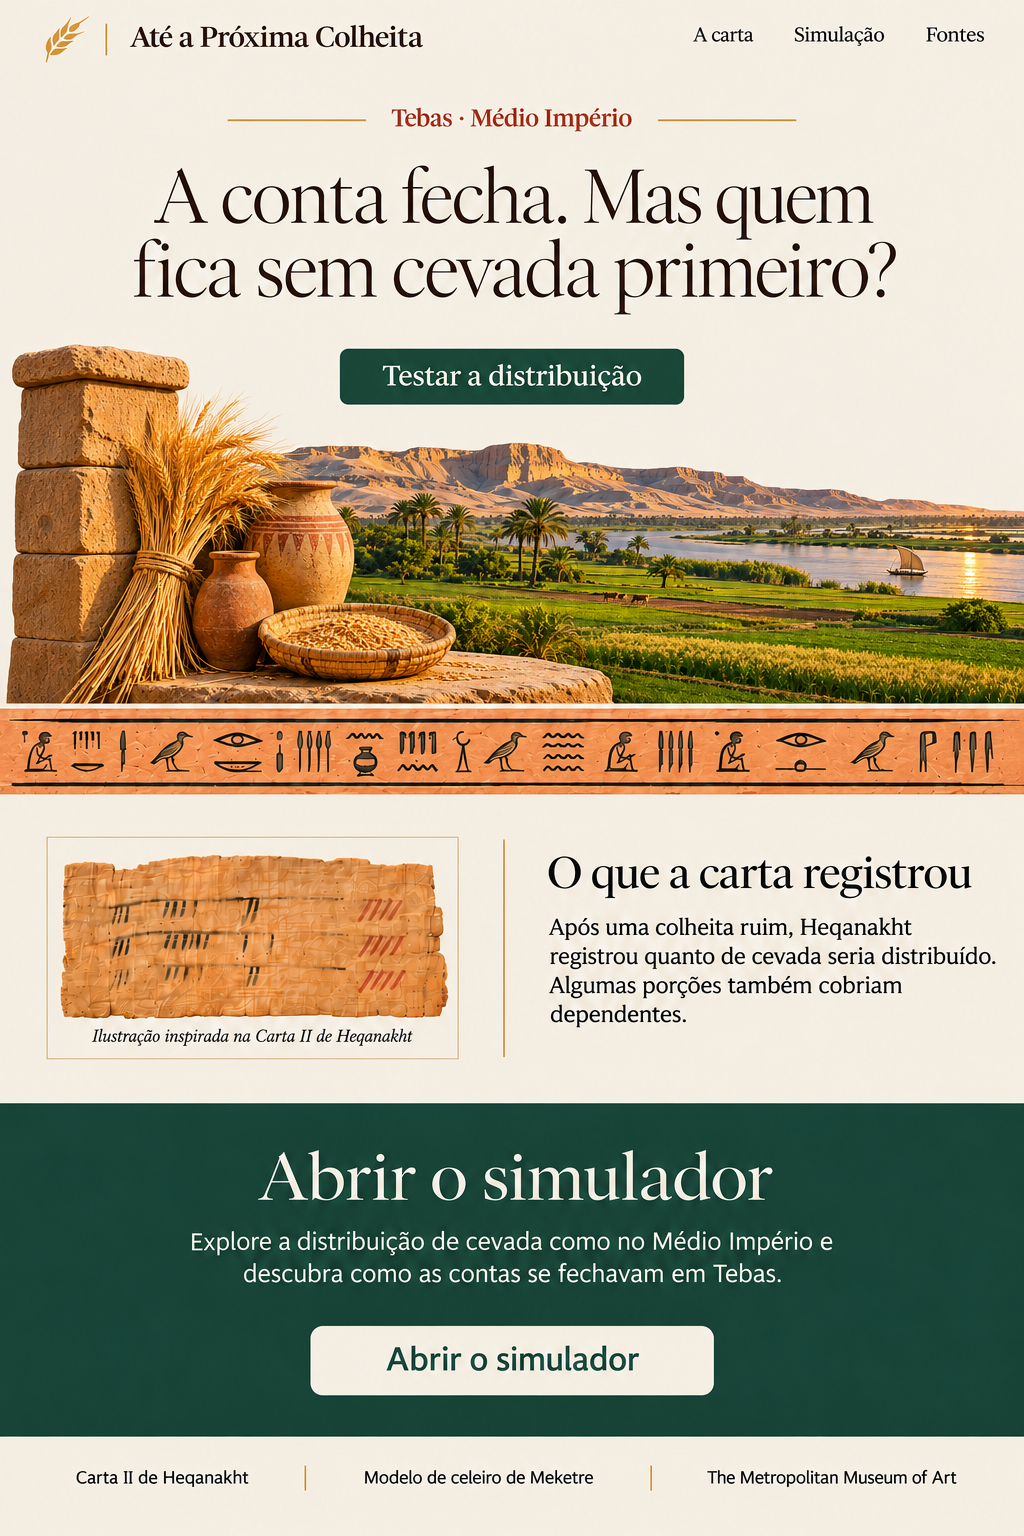 Até a Próxima Colheita
A carta
Simulação
Fontes
Tebas · Médio Império
A conta fecha. Mas quem
fica sem cevada primeiro?
Testar a distribuição
O que a carta registrou
Após uma colheita ruim, Heqanakht
registrou quanto de cevada seria distribuído.
Algumas porções também cobriam
dependentes.
Ilustração inspirada na Carta II de Heqanakht
Abrir o simulador
Explore a distribuição de cevada como no Médio Império e
descubra como as contas se fechavam em Tebas.
Abrir o simulador
Carta II de Heqanakht
Modelo de celeiro de Meketre
The Metropolitan Museum of Art